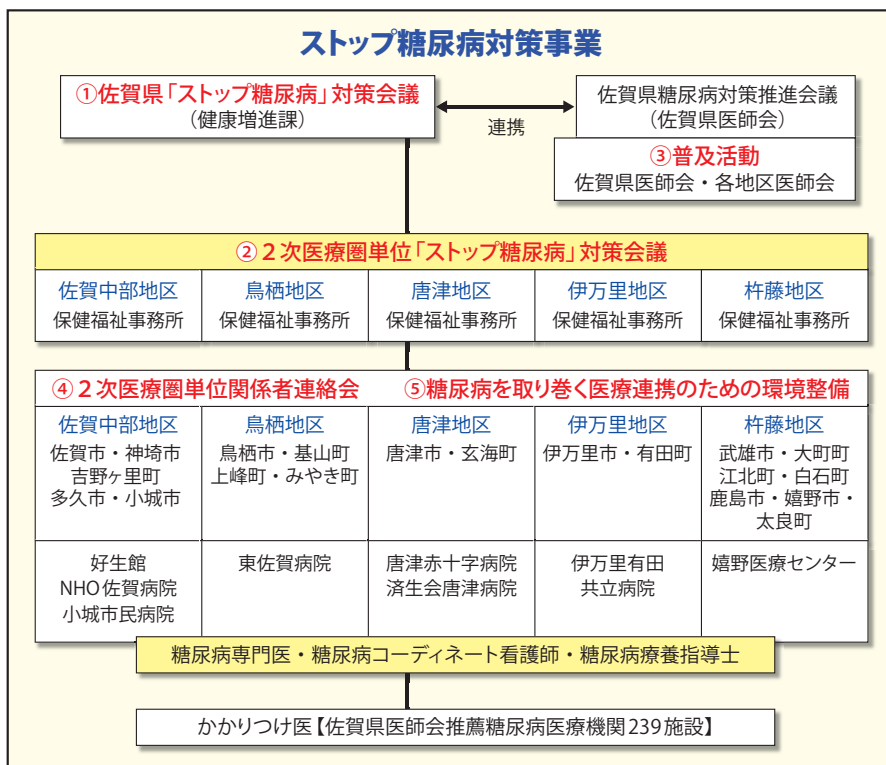 ストップ糖尿病対策事業
①佐賀県「ストップ糖尿病」対策会議
(健康増進課)
連携
佐賀県糖尿病対策推進会議
(佐賀県医師会)
③普及活動
佐賀県医師会・各地区医師会
②2次医療圏単位「ストップ糖尿病」対策会議
佐賀中部地区
保健福祉事務所
鳥栖地区
保健福祉事務所
唐津地区
保健福祉事務所
伊万里地区
保健福祉事務所
杵藤地区
保健福祉事務所
④2次医療圏単位関係者連絡会
⑤糖尿病を取り巻く医療連携のための環境整備
佐賀中部地区
佐賀市・神埼市
吉野ヶ里町
多久市・小城市
鳥栖地区
鳥栖市・基山町
上峰町・みやき町
唐津地区
唐津市・玄海町
伊万里地区
伊万里市・有田町
杵藤地区
武雄市・大町町
江北町・白石町
鹿島市・嬉野市・
太良町
好生館
NHO佐賀病院
小城市民病院
東佐賀病院
唐津赤十字病院
済生会唐津病院
伊万里有田
共立病院
嬉野医療センター
糖尿病専門医・糖尿病コーディネート看護師・糖尿病療養指導士
かかりつけ医【佐賀県医師会推薦糖尿病医療機関239施設】